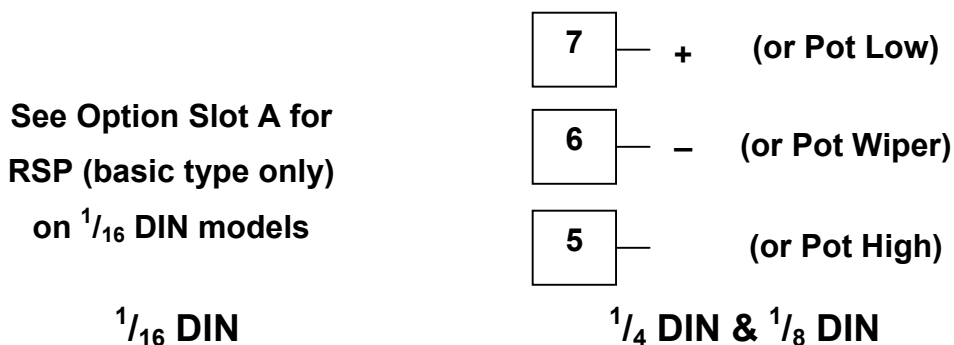 See Option Slot A for
RSP (basic type only)
on 1/16 DIN models
1/16 DIN
7 + (or Pot Low)
6 – (or Pot Wiper)
5 (or Pot High)
1/4 DIN & 1/8 DIN